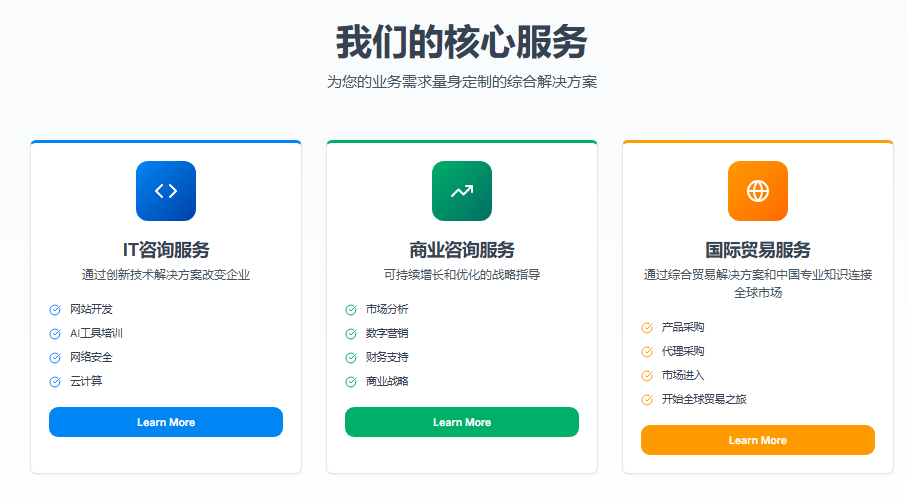 我们的核心服务
为您的业务需求量身定制的综合解决方案
IT咨询服务
通过创新技术解决方案改变企业
网站开发
AI工具培训
网络安全
云计算
Learn More
商业咨询服务
可持续增长和优化的战略指导
市场分析
数字营销
财务支持
商业战略
Learn More
国际贸易服务
通过综合贸易解决方案和中国专业知识连接
全球市场
产品采购
代理采购
市场进入
开始全球贸易之旅
Learn More